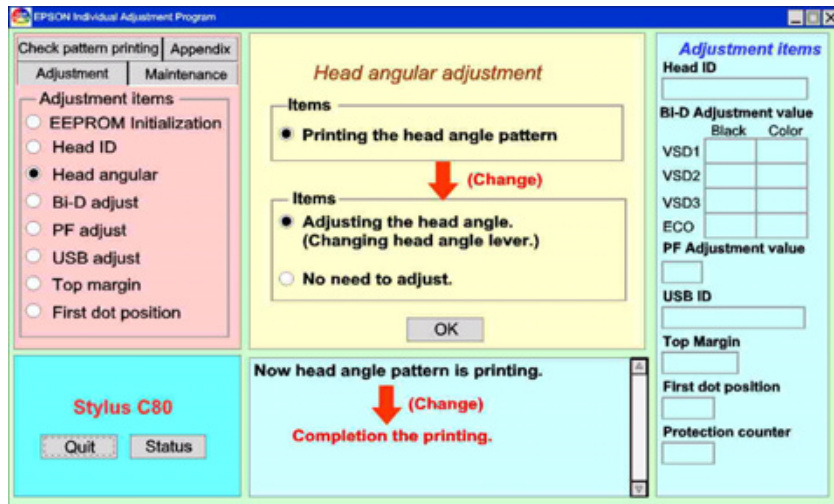 EPSON Individual Adjustment Program
Check pattern printing
Appendix
Adjustment
Maintenance
Adjustment items
EEPROM Initialization
Head ID
Head angular
Bi-D adjust
PF adjust
USB adjust
Top margin
First dot position
Stylus C80
Quit
Status
Head angular adjustment
Items
Printing the head angle pattern
(Change)
Items
Adjusting the head angle.
(Changing head angle lever.)
No need to adjust.
OK
Now head angle pattern is printing.
(Change)
Completion the printing.
Adjustment items
Head ID
Bi-D Adjustment value
Black Color
VSD1
VSD2
VSD3
ECO
PF Adjustment value
USB ID
Top Margin
First dot position
Protection counter